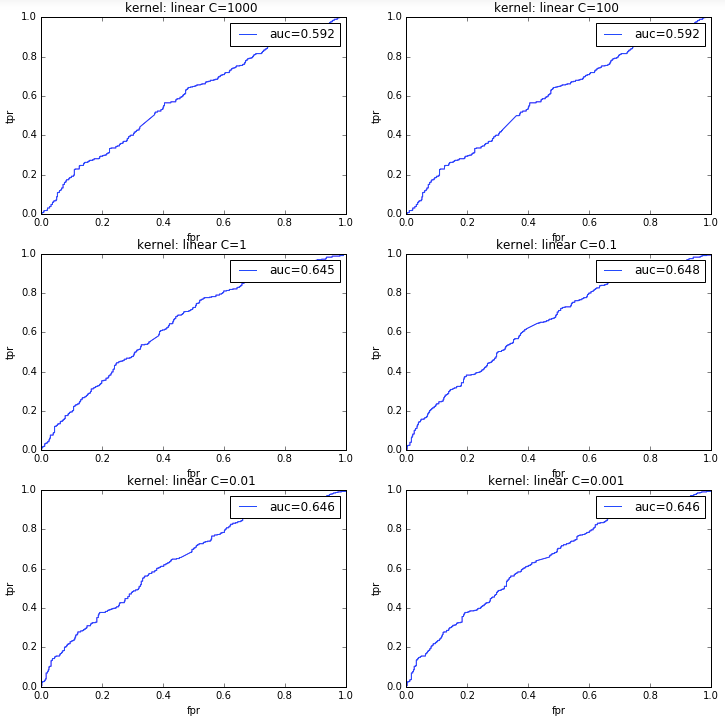 kernel: linear C=1000
auc=0.592
tpr
1.0
0.8
0.6
0.4
0.2
0.0
0.0 0.2 0.4 0.6 0.8 1.0
fpr
kernel: linear C=100
auc=0.592
tpr
1.0
0.8
0.6
0.4
0.2
0.0
0.0 0.2 0.4 0.6 0.8 1.0
fpr
kernel: linear C=1
auc=0.645
tpr
1.0
0.8
0.6
0.4
0.2
0.0
0.0 0.2 0.4 0.6 0.8 1.0
fpr
kernel: linear C=0.1
auc=0.648
tpr
1.0
0.8
0.6
0.4
0.2
0.0
0.0 0.2 0.4 0.6 0.8 1.0
fpr
kernel: linear C=0.01
auc=0.646
tpr
1.0
0.8
0.6
0.4
0.2
0.0
0.0 0.2 0.4 0.6 0.8 1.0
fpr
kernel: linear C=0.001
auc=0.646
tpr
1.0
0.8
0.6
0.4
0.2
0.0
0.0 0.2 0.4 0.6 0.8 1.0
fpr